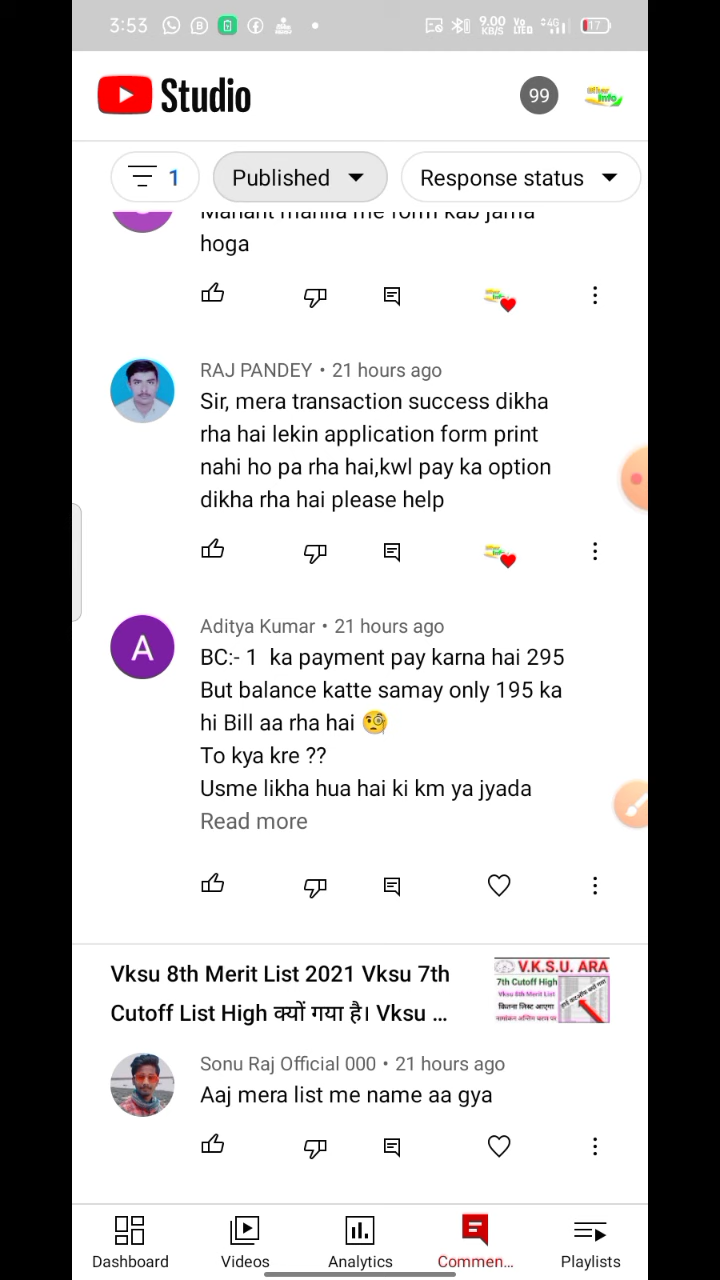 3:53
9.00 KB/S
4G
17
Studio
99
1
Published
Response status
hoga
RAJ PANDEY • 21 hours ago
Sir, mera transaction success dikha
rha hai lekin application form print
nahi ho pa rha hai,kwl pay ka option
dikha rha hai please help
A
Aditya Kumar • 21 hours ago
BC:- 1 ka payment pay karna hai 295
But balance katte samay only 195 ka
hi Bill aa rha hai
To kya kre ??
Usme likha hua hai ki km ya jyada
Read more
Vksu 8th Merit List 2021 Vksu 7th
Cutoff List High क्यों गया है। Vksu ...
V.K.S.U. ARA
7th Cutoff High
Vksu 8th Merit List
Sonu Raj Official 000 • 21 hours ago
Aaj mera list me name aa gya
Dashboard
Videos
Analytics
Commen...
Playlists